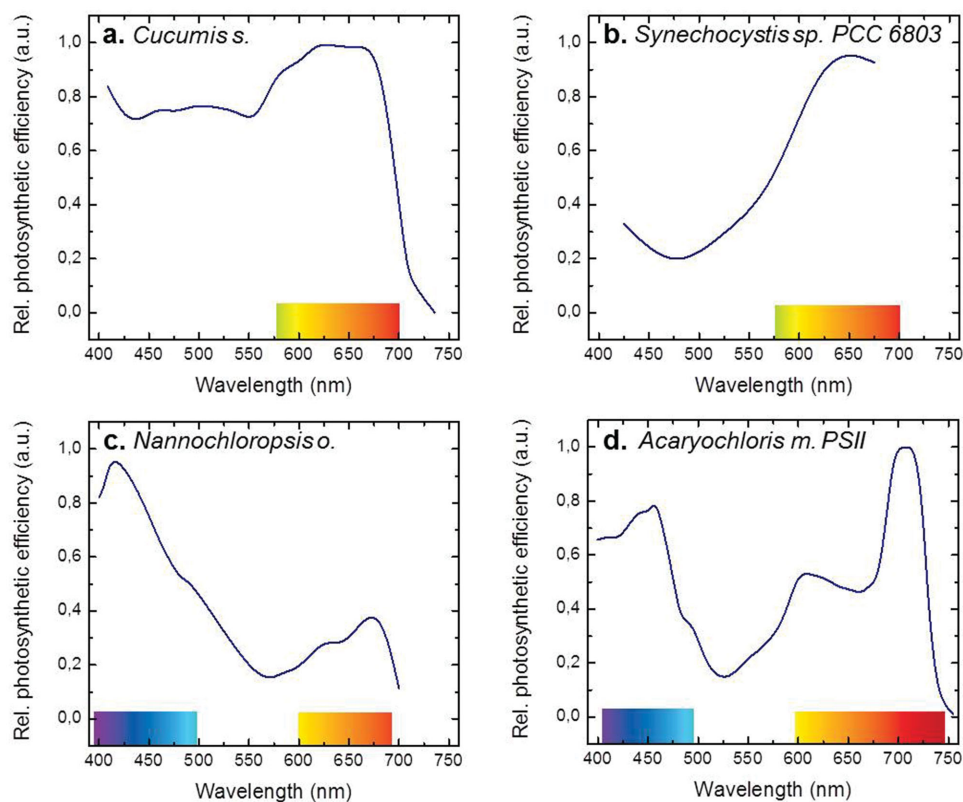 a. Cucumis s.
Rel. photosynthetic efficiency (a.u.)
1,0
0,8
0,6
0,4
0,2
0,0
400 450 500 550 600 650 700 750
Wavelength (nm)
b. Synechocystis sp. PCC 6803
Rel. photosynthetic efficiency (a.u.)
1,0
0,8
0,6
0,4
0,2
0,0
400 450 500 550 600 650 700 750
Wavelength (nm)
c. Nannochloropsis o.
Rel. photosynthetic efficiency (a.u.)
1,0
0,8
0,6
0,4
0,2
0,0
400 450 500 550 600 650 700 750
Wavelength (nm)
d. Acaryochloris m. PSII
Rel. photosynthetic efficiency (a.u.)
1,0
0,8
0,6
0,4
0,2
0,0
400 450 500 550 600 650 700 750
Wavelength (nm)